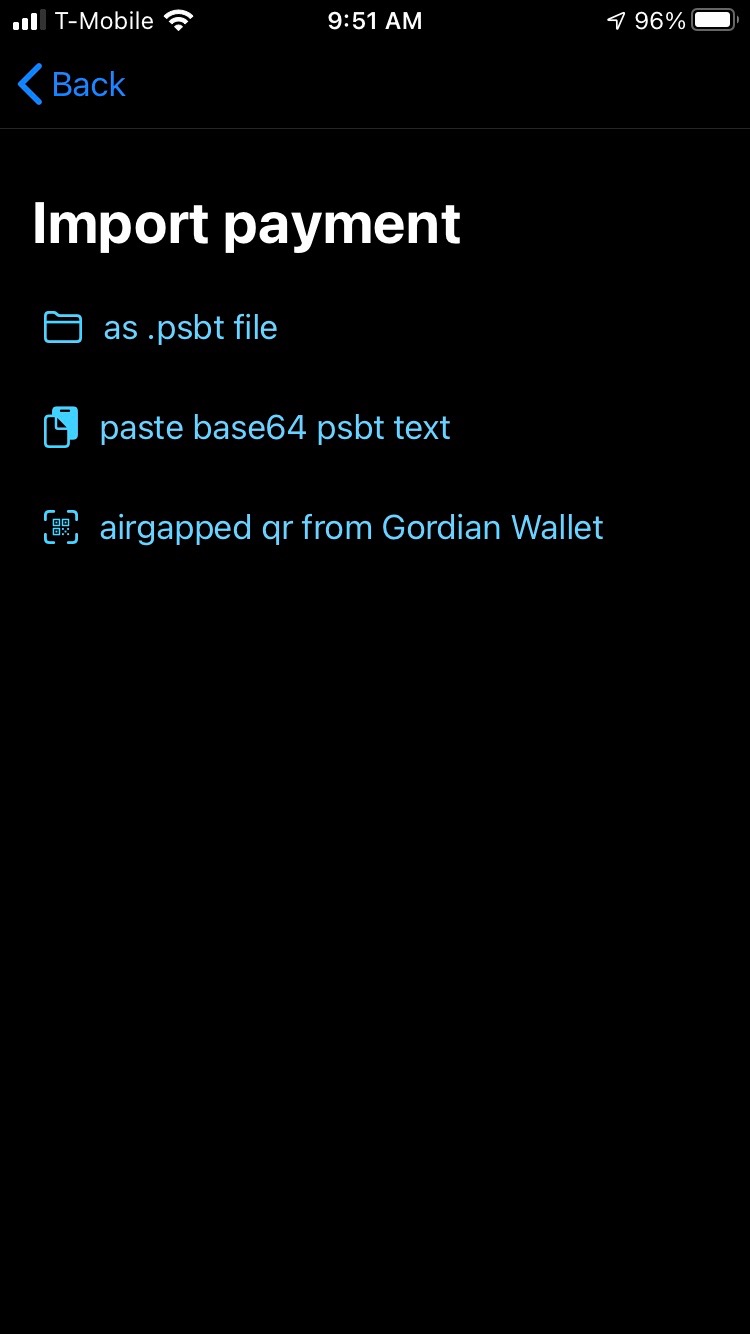 T-Mobile 9:51 AM 96%
Back
Import payment
as .psbt file
paste base64 psbt text
airgapped qr from Gordian Wallet